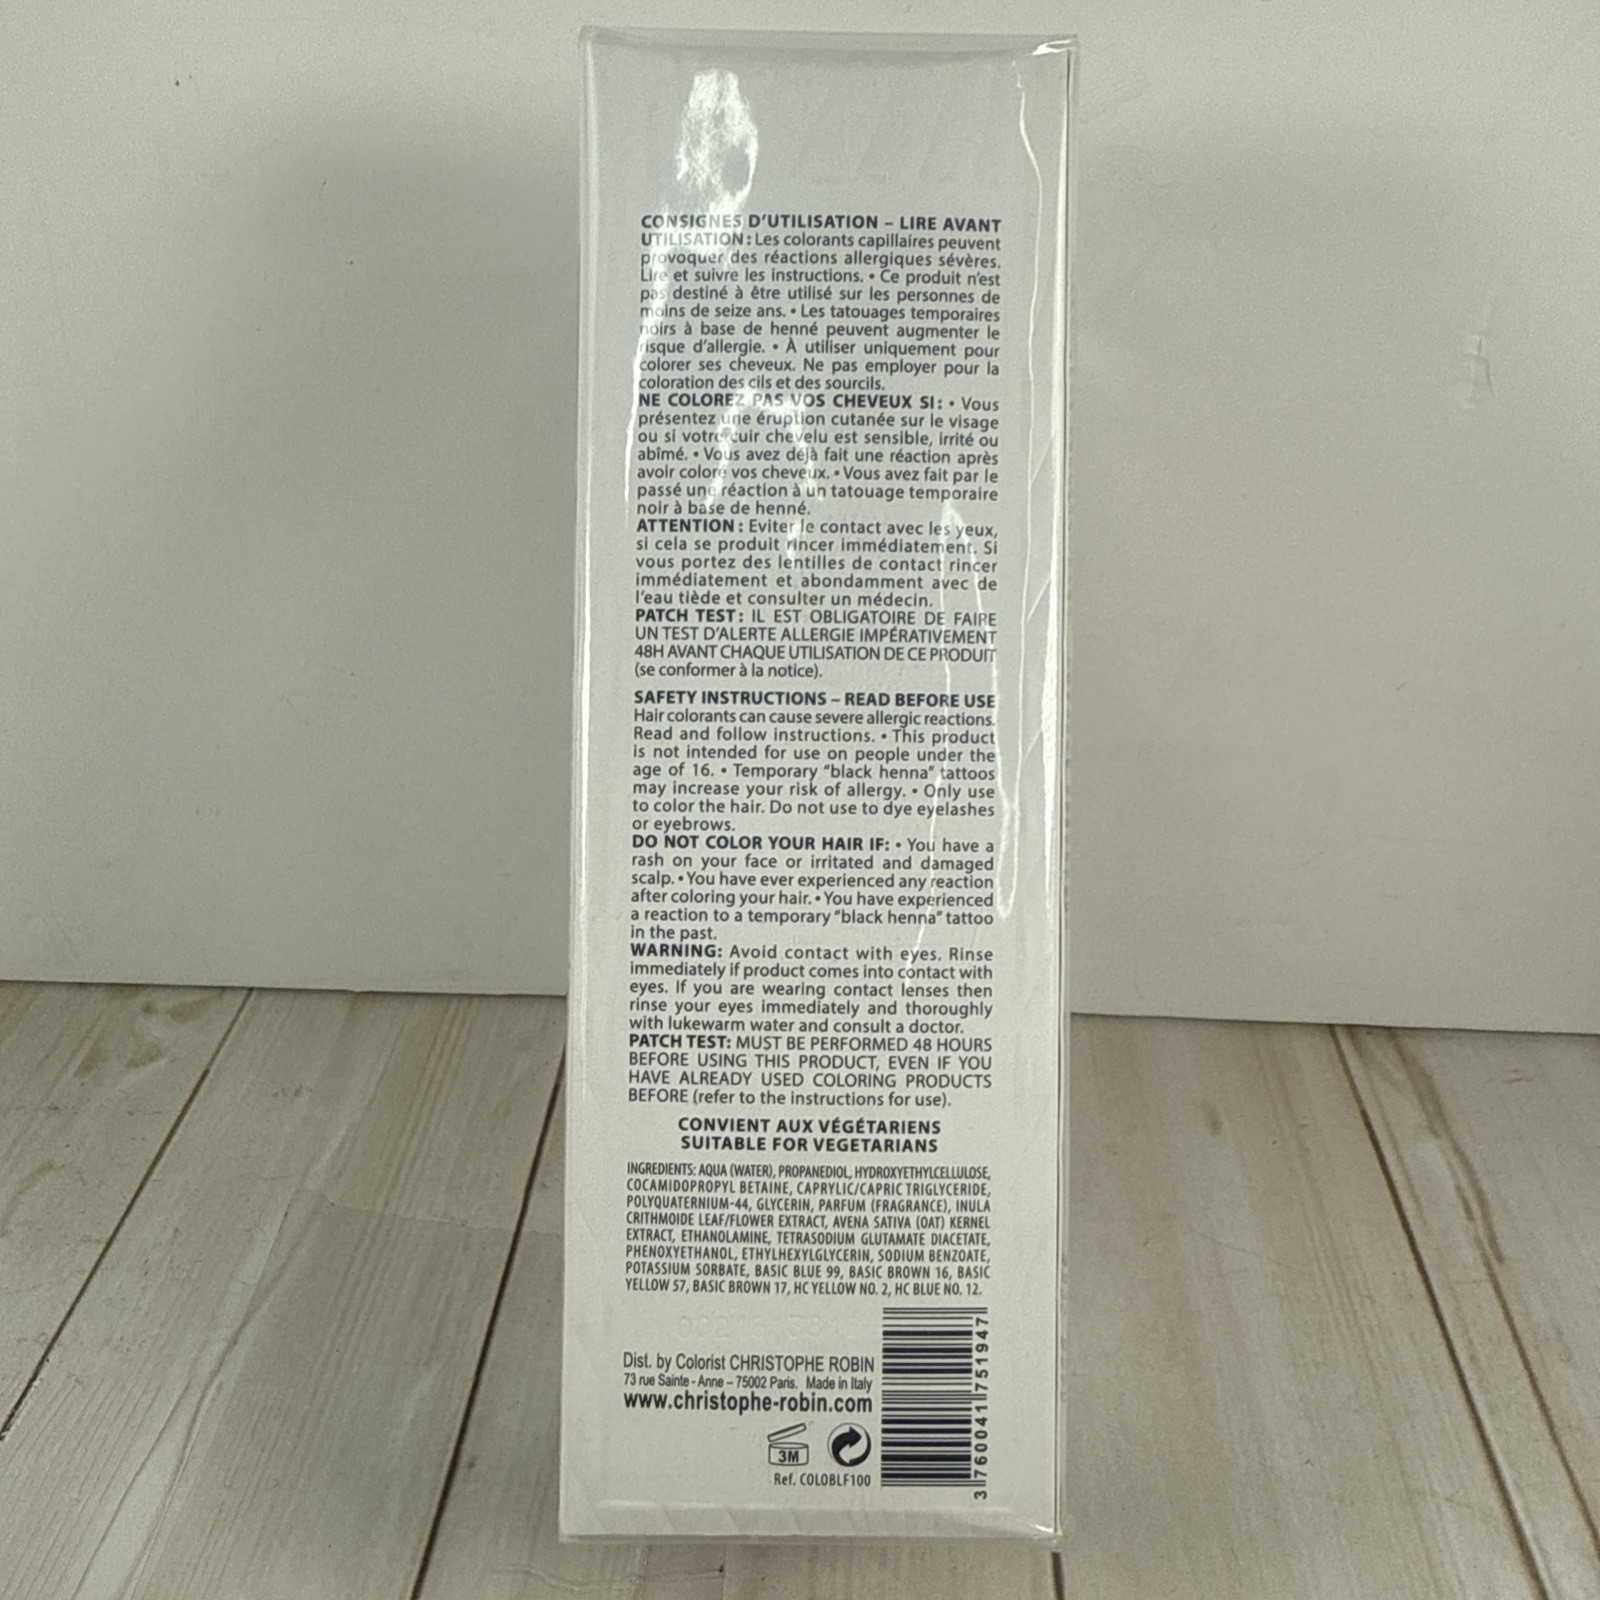 CONSIGNES D'UTILISATION – LIRE AVANT
UTILISATION : Les colorants capillaires peuvent
provoquer des réactions allergiques sévères.
Lire et suivre les instructions. • Ce produit n'est
pas destiné à être utilisé sur les personnes de
moins de seize ans. • Les tatouages temporaires
noirs à base de henné peuvent augmenter le
risque d'allergie. • À utiliser uniquement pour
colorer ses cheveux. Ne pas employer pour la
coloration des cils et des sourcils.
NE COLOREZ PAS VOS CHEVEUX SI : • Vous
présentez une éruption cutanée sur le visage
ou si votre cuir chevelu est sensible, irrité ou
abîmé. • Vous avez déjà fait une réaction après
avoir coloré vos cheveux. • Vous avez fait par le
passé une réaction à un tatouage temporaire
noir à base de henné.
ATTENTION : Eviter le contact avec les yeux,
si cela se produit rincer immédiatement. Si
vous portez des lentilles de contact rincer
immédiatement et abondamment avec de
l'eau tiède et consulter un médecin.
PATCH TEST : IL EST OBLIGATOIRE DE FAIRE
UN TEST D'ALERTE ALLERGIE IMPÉRATIVEMENT
48H AVANT CHAQUE UTILISATION DE CE PRODUIT
(se conformer à la notice).
SAFETY INSTRUCTIONS – READ BEFORE USE
Hair colorants can cause severe allergic reactions.
Read and follow instructions. • This product
is not intended for use on people under the
age of 16. • Temporary "black henna" tattoos
may increase your risk of allergy. • Only use
to color the hair. Do not use to dye eyelashes
or eyebrows.
DO NOT COLOR YOUR HAIR IF: • You have a
rash on your face or irritated and damaged
scalp. • You have ever experienced any reaction
after coloring your hair. • You have experienced
a reaction to a temporary "black henna" tattoo
in the past.
WARNING: Avoid contact with eyes. Rinse
immediately if product comes into contact with
eyes. If you are wearing contact lenses then
rinse your eyes immediately and thoroughly
with lukewarm water and consult a doctor.
PATCH TEST: MUST BE PERFORMED 48 HOURS
BEFORE USING THIS PRODUCT, EVEN IF YOU
HAVE ALREADY USED COLORING PRODUCTS
BEFORE (refer to the instructions for use).
CONVIENT AUX VÉGÉTARIENS
SUITABLE FOR VEGETARIANS
INGREDIENTS: AQUA (WATER), PROPANEDIOL, HYDROXYETHYLCELLULOSE,
COCAMIDOPROPYL BETAINE, CAPRYLIC/CAPRIC TRIGLYCERIDE,
POLYQUATERNIUM-44, GLYCERIN, PARFUM (FRAGRANCE), INULA
CRITHMOIDE LEAF/FLOWER EXTRACT, AVENA SATIVA (OAT) KERNEL
EXTRACT, ETHANOLAMINE, TETRASODIUM GLUTAMATE DIACETATE,
PHENOXYETHANOL, ETHYLHEXYLGLYCERIN, SODIUM BENZOATE,
POTASSIUM SORBATE, BASIC BLUE 99, BASIC BROWN 16, BASIC
YELLOW 57, BASIC BROWN 17, HC YELLOW NO. 2, HC BLUE NO. 12.
Dist. by Colorist CHRISTOPHE ROBIN
73 rue Sainte - Anne – 75002 Paris. Made in Italy
www.christophe-robin.com
3M
Ref. COLOBLF100
3 760041 751947